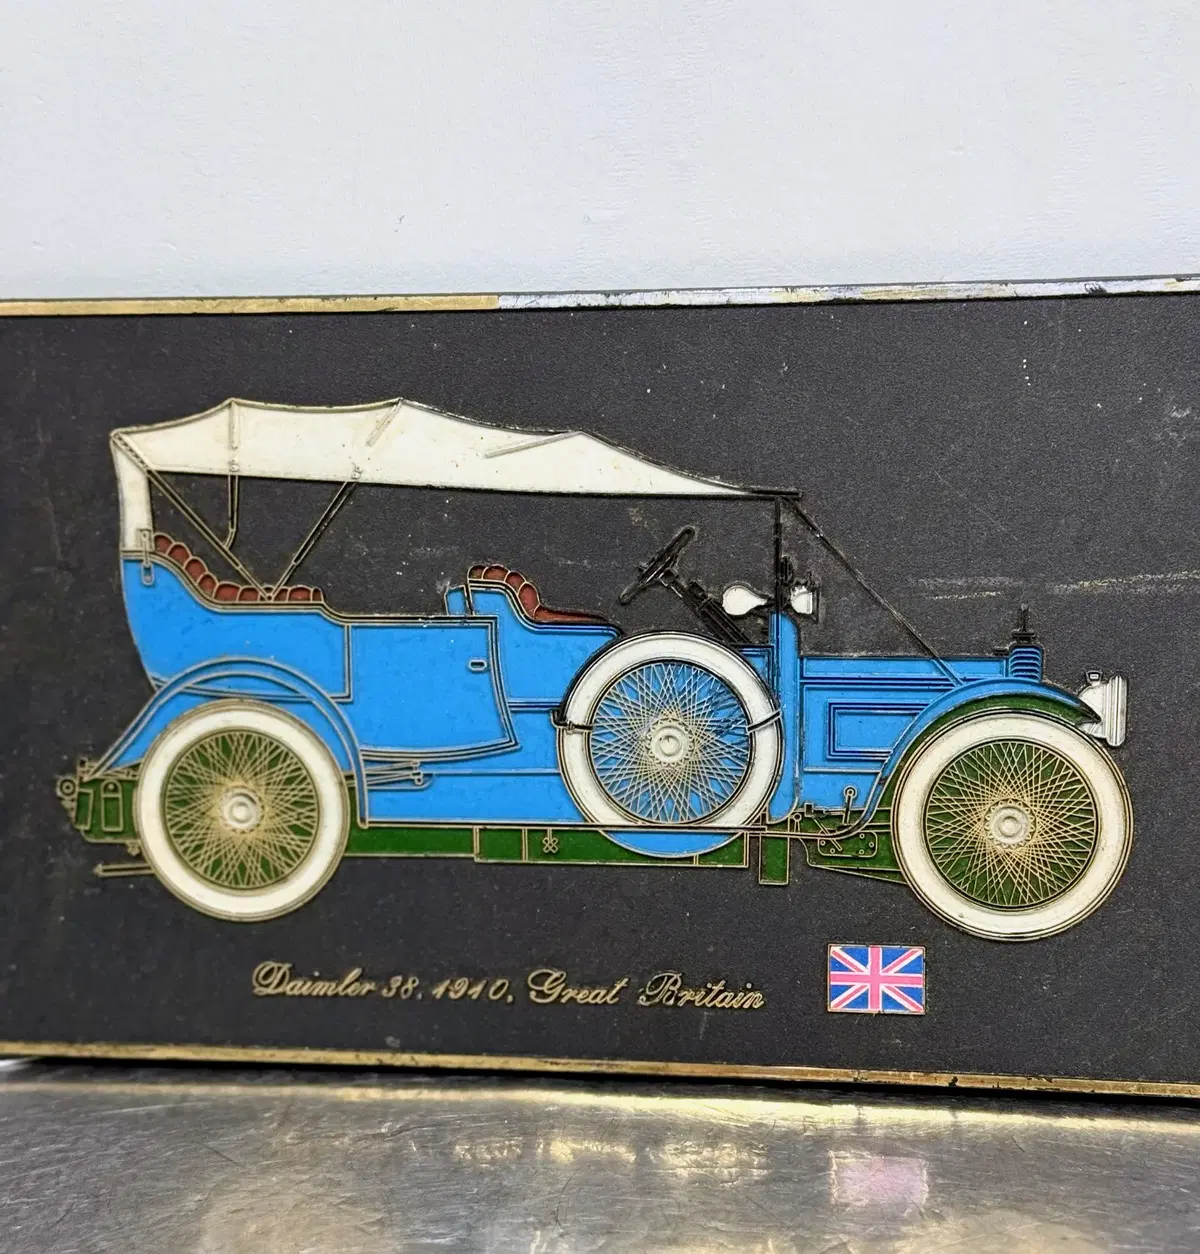 Daimler 38, 1910, Great Britain